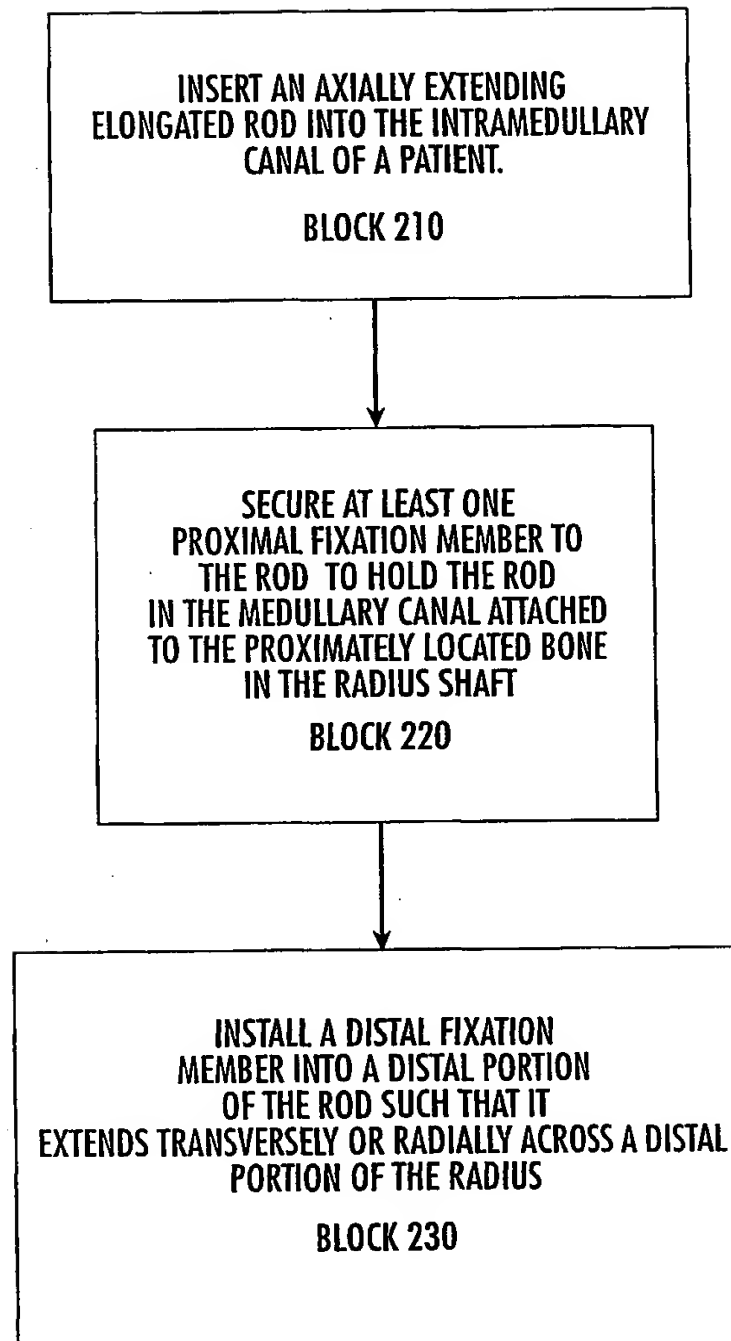 INSERT AN AXIALLY EXTENDING
ELONGATED ROD INTO THE INTRAMEDULLARY
CANAL OF A PATIENT.
BLOCK 210
SECURE AT LEAST ONE
PROXIMAL FIXATION MEMBER TO
THE ROD TO HOLD THE ROD
IN THE MEDULLARY CANAL ATTACHED
TO THE PROXIMATELY LOCATED BONE
IN THE RADIUS SHAFT
BLOCK 220
INSTALL A DISTAL FIXATION
MEMBER INTO A DISTAL PORTION
OF THE ROD SUCH THAT IT
EXTENDS TRANSVERSELY OR RADIALLY ACROSS A DISTAL
PORTION OF THE RADIUS
BLOCK 230